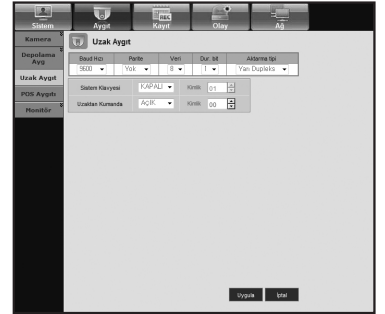 Sistem Aygıt Kayıt Olay Ağ
Kamera
Depolama Ayg
Uzak Aygıt
POS Aygıtı
Monitör
Uzak Aygıt
Baud Hızı Parite Veri Dur. bit Aktarma tipi
9600 Yok 8 1 Yarı Dupleks
Sistem Klavyesi KAPALI Kimlik 01
Uzaktan Kumanda AÇIK Kimlik 00
Uygula İptal